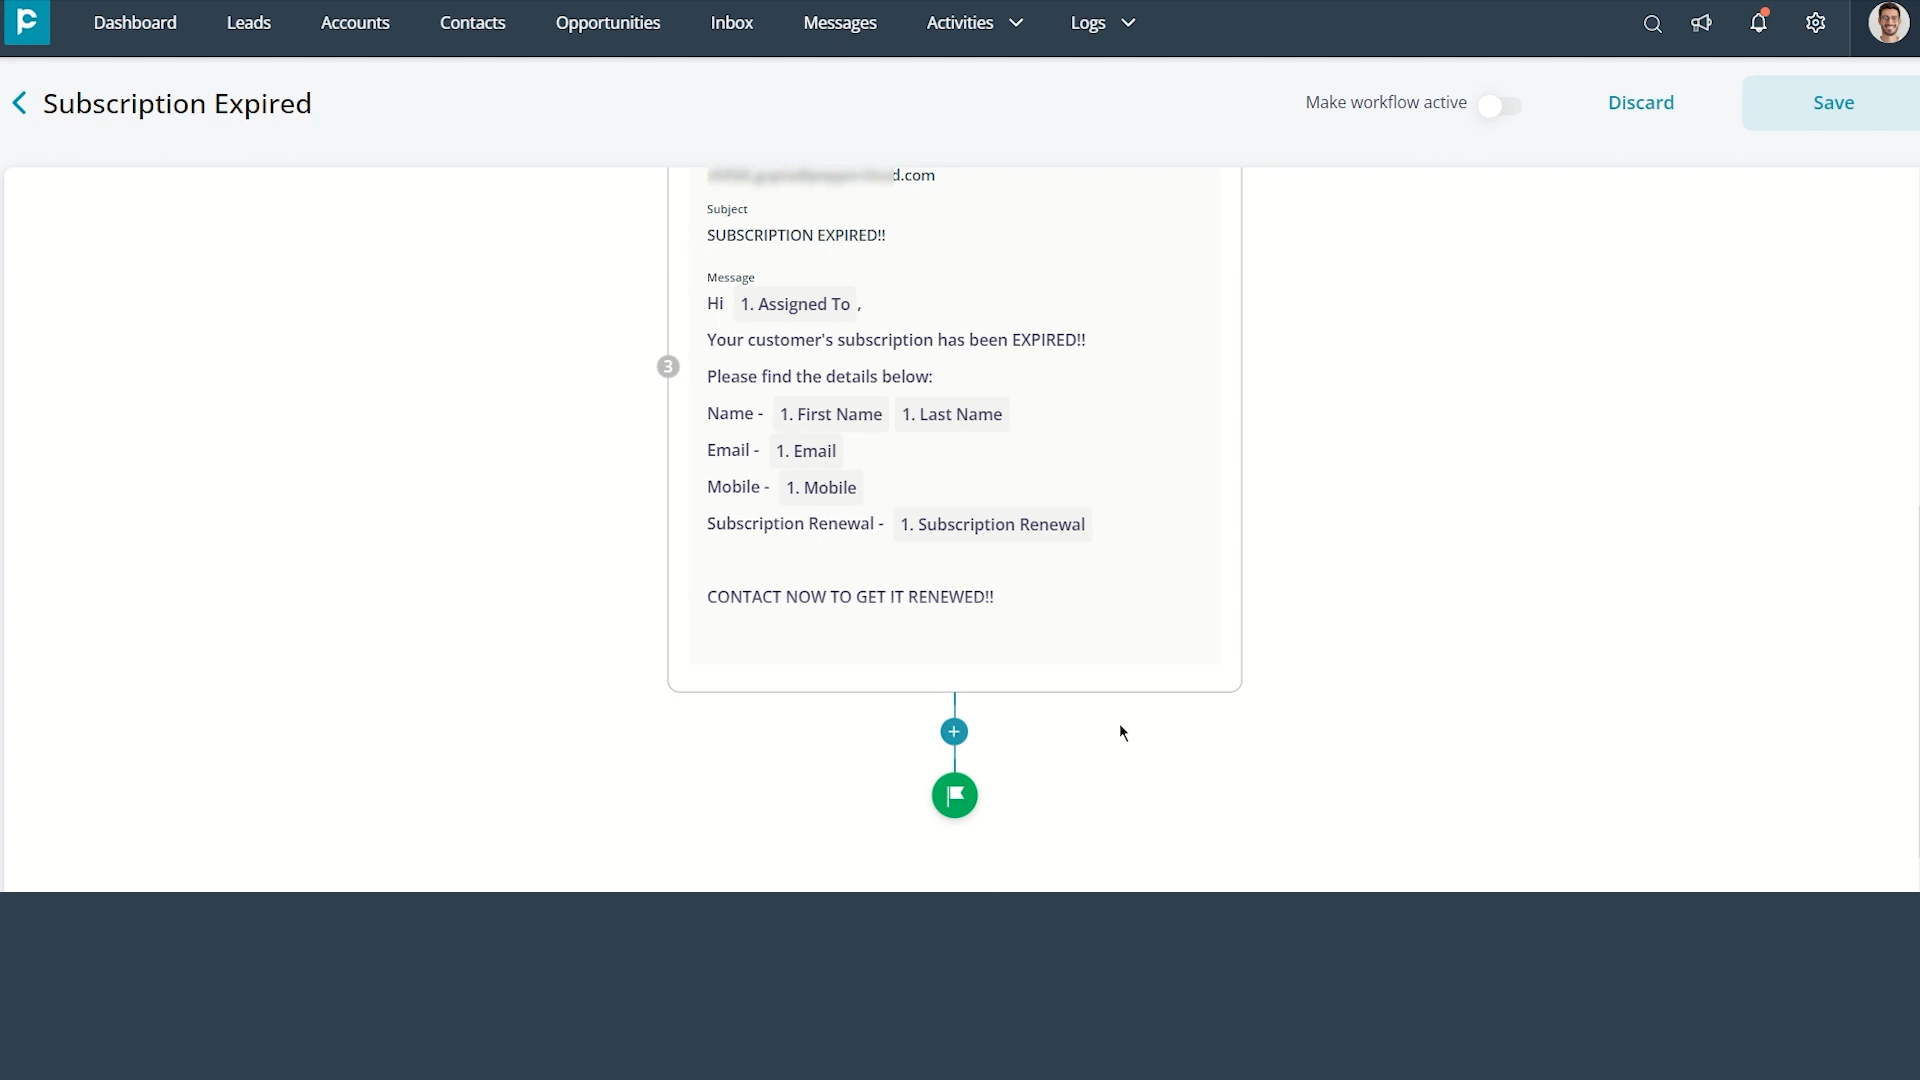 Dashboard Leads Accounts Contacts Opportunities Inbox Messages Activities Logs
Subscription Expired
Make workflow active Discard Save
d.com
Subject
SUBSCRIPTION EXPIRED!!
Message
Hi 1. Assigned To ,
Your customer's subscription has been EXPIRED!!
3
Please find the details below:
Name - 1. First Name 1. Last Name
Email - 1. Email
Mobile - 1. Mobile
Subscription Renewal - 1. Subscription Renewal
CONTACT NOW TO GET IT RENEWED!!